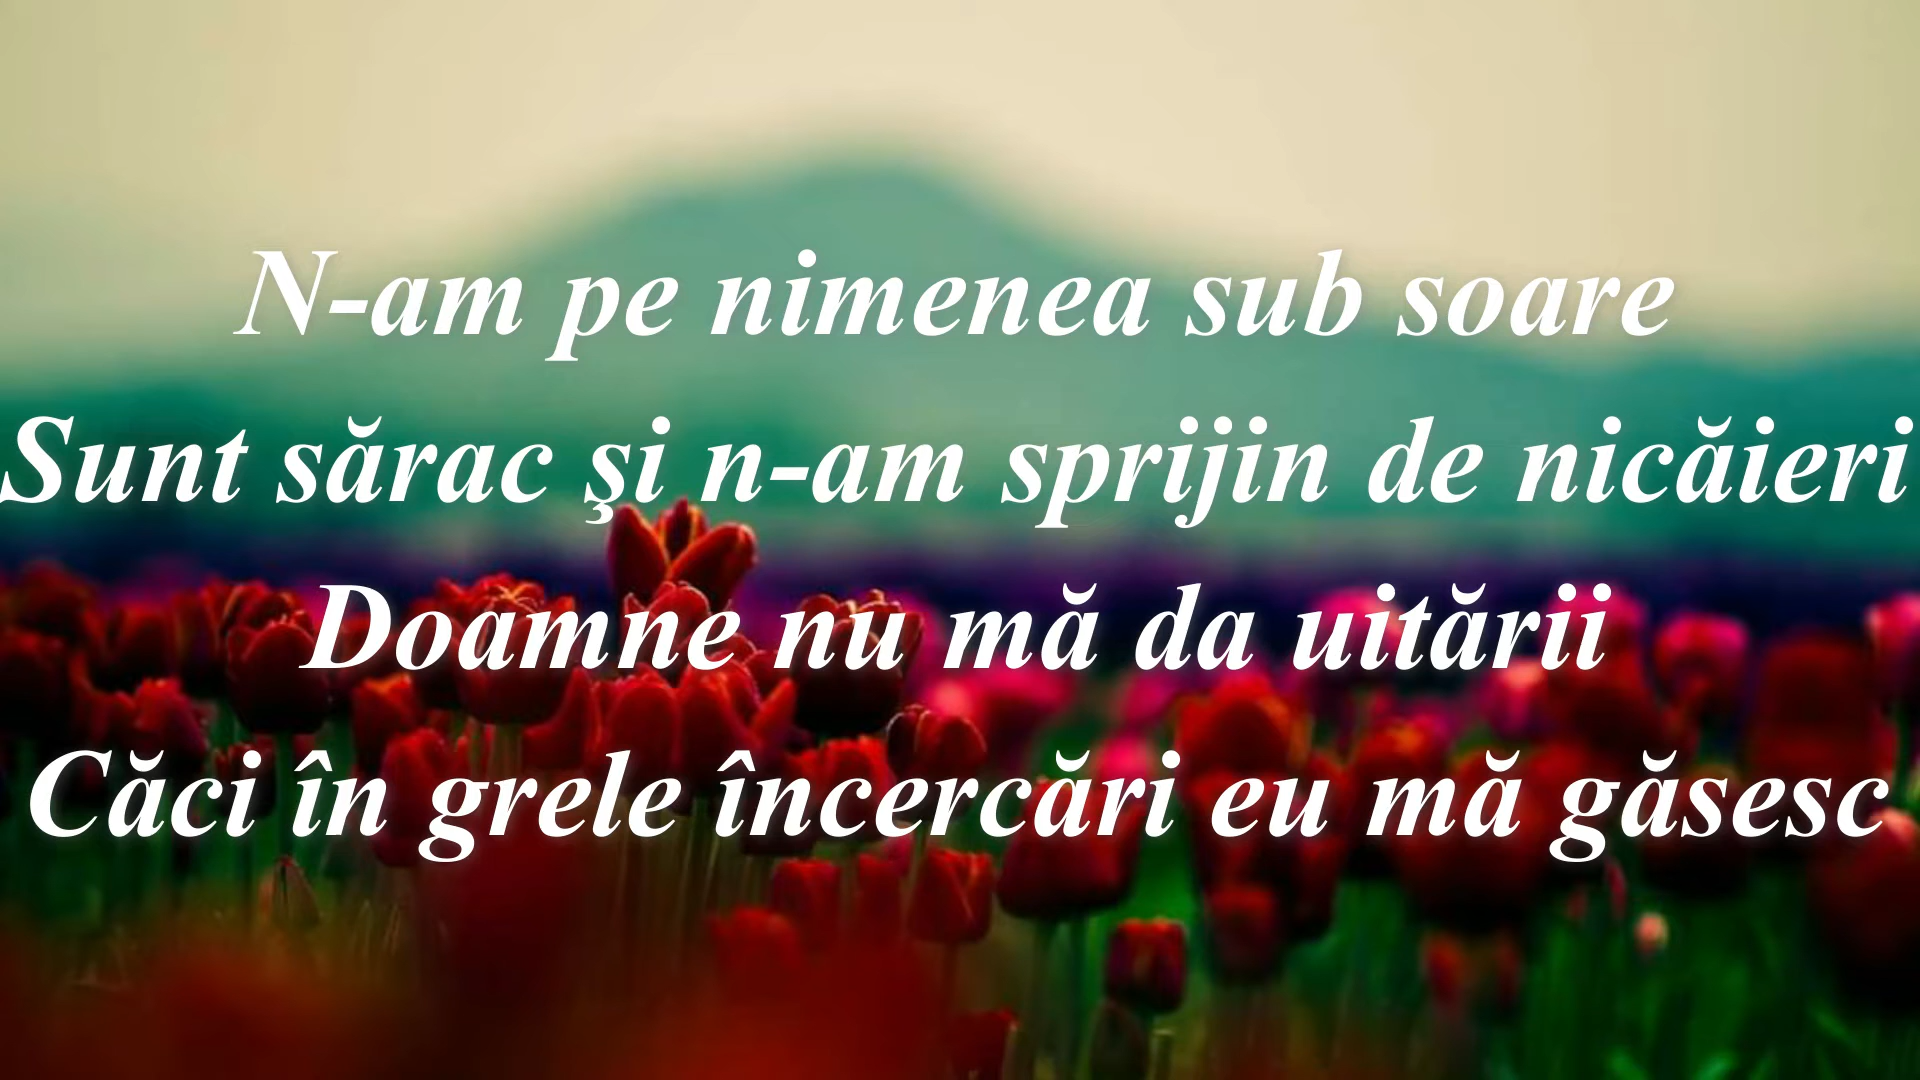 N-am pe nimenea sub soare
Sunt sărac şi n-am sprijin de nicăieri
Doamne nu mă da uitării
Căci în grele încercări eu mă găsesc